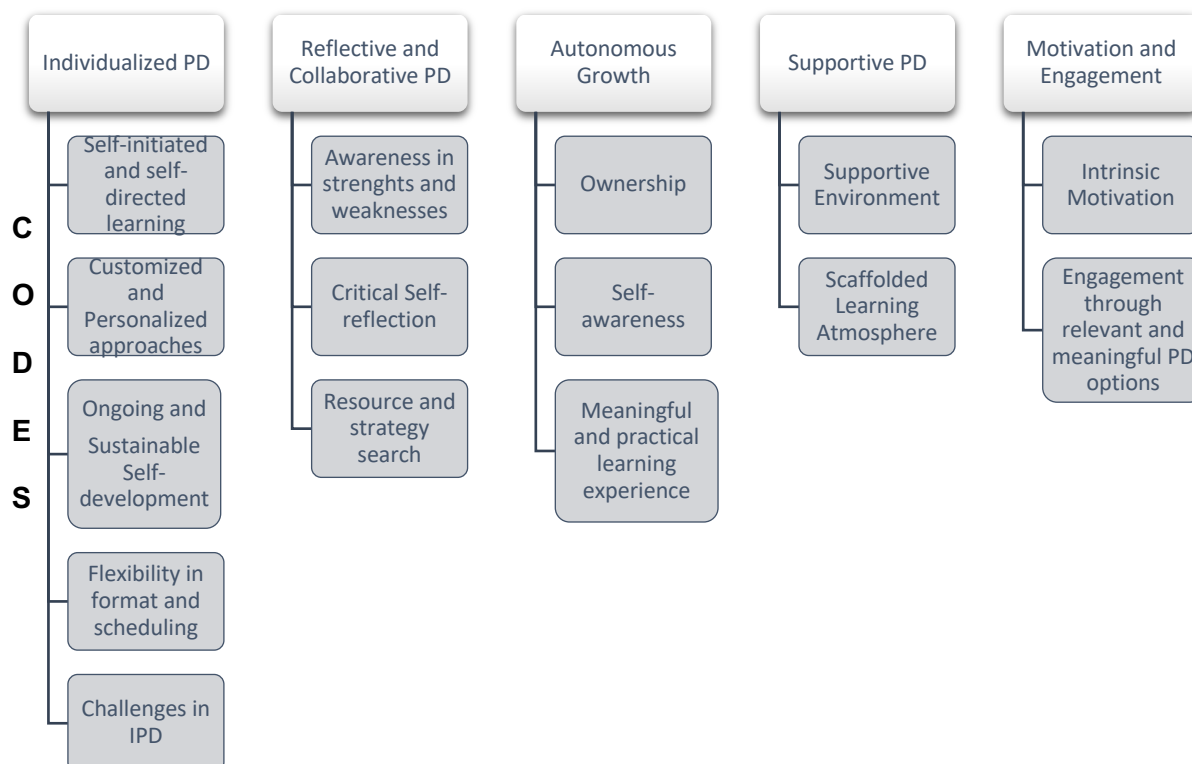 Individualized PD
Self-initiated
and self-
directed
learning
Customized
and
Personalized
approaches
Ongoing and
Sustainable
Self-
development
Flexibility in
format and
scheduling
Challenges in
IPD
Reflective and
Collaborative PD
Awareness in
strenghts and
weaknesses
Critical Self-
reflection
Resource and
strategy
search
Autonomous
Growth
Ownership
Self-
awareness
Meaningful
and practical
learning
experience
Supportive PD
Supportive
Environment
Scaffolded
Learning
Atmosphere
Motivation and
Engagement
Intrinsic
Motivation
Engagement
through
relevant and
meaningful PD
options
C
O
D
E
S